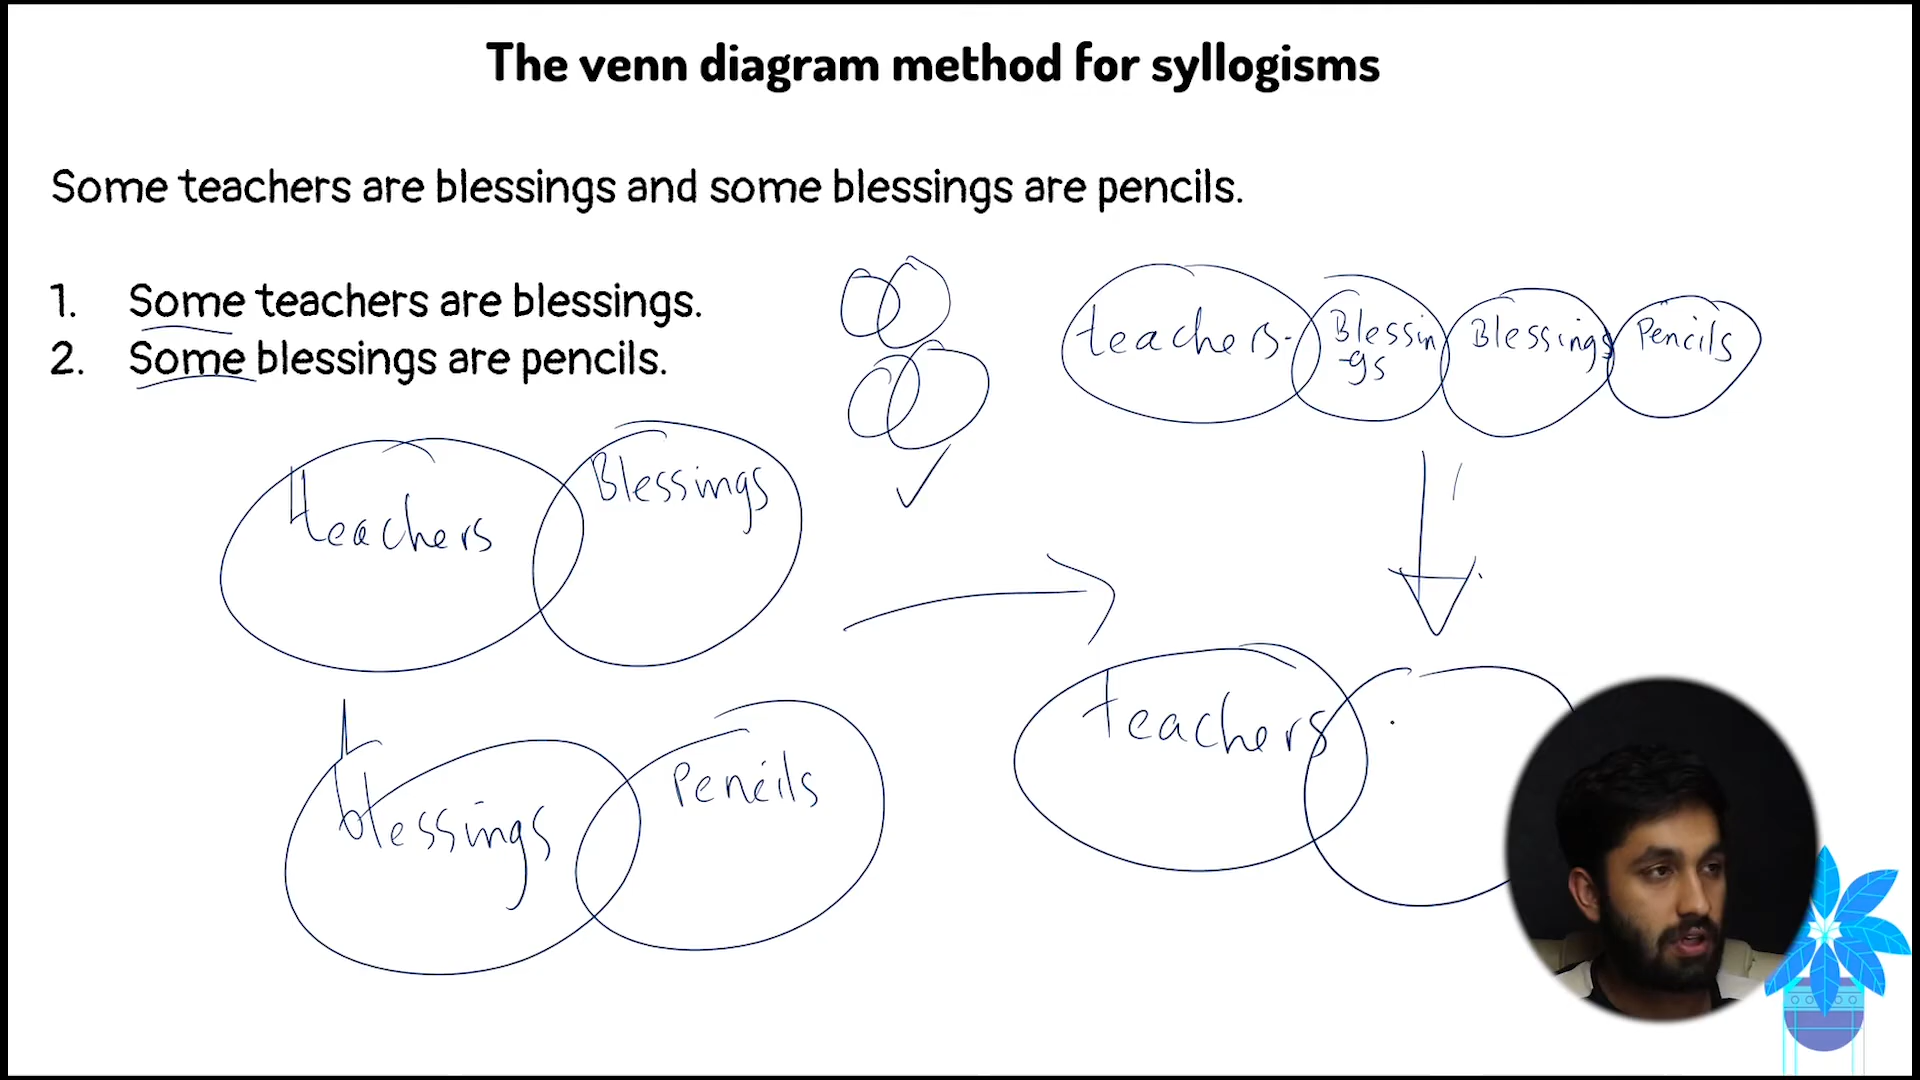 The venn diagram method for syllogisms
Some teachers are blessings and some blessings are pencils.
1. Some teachers are blessings.
2. Some blessings are pencils.
teachers Blessin
-gs Blessings Pencils
teachers Blessings
blessings Pencils
teachers